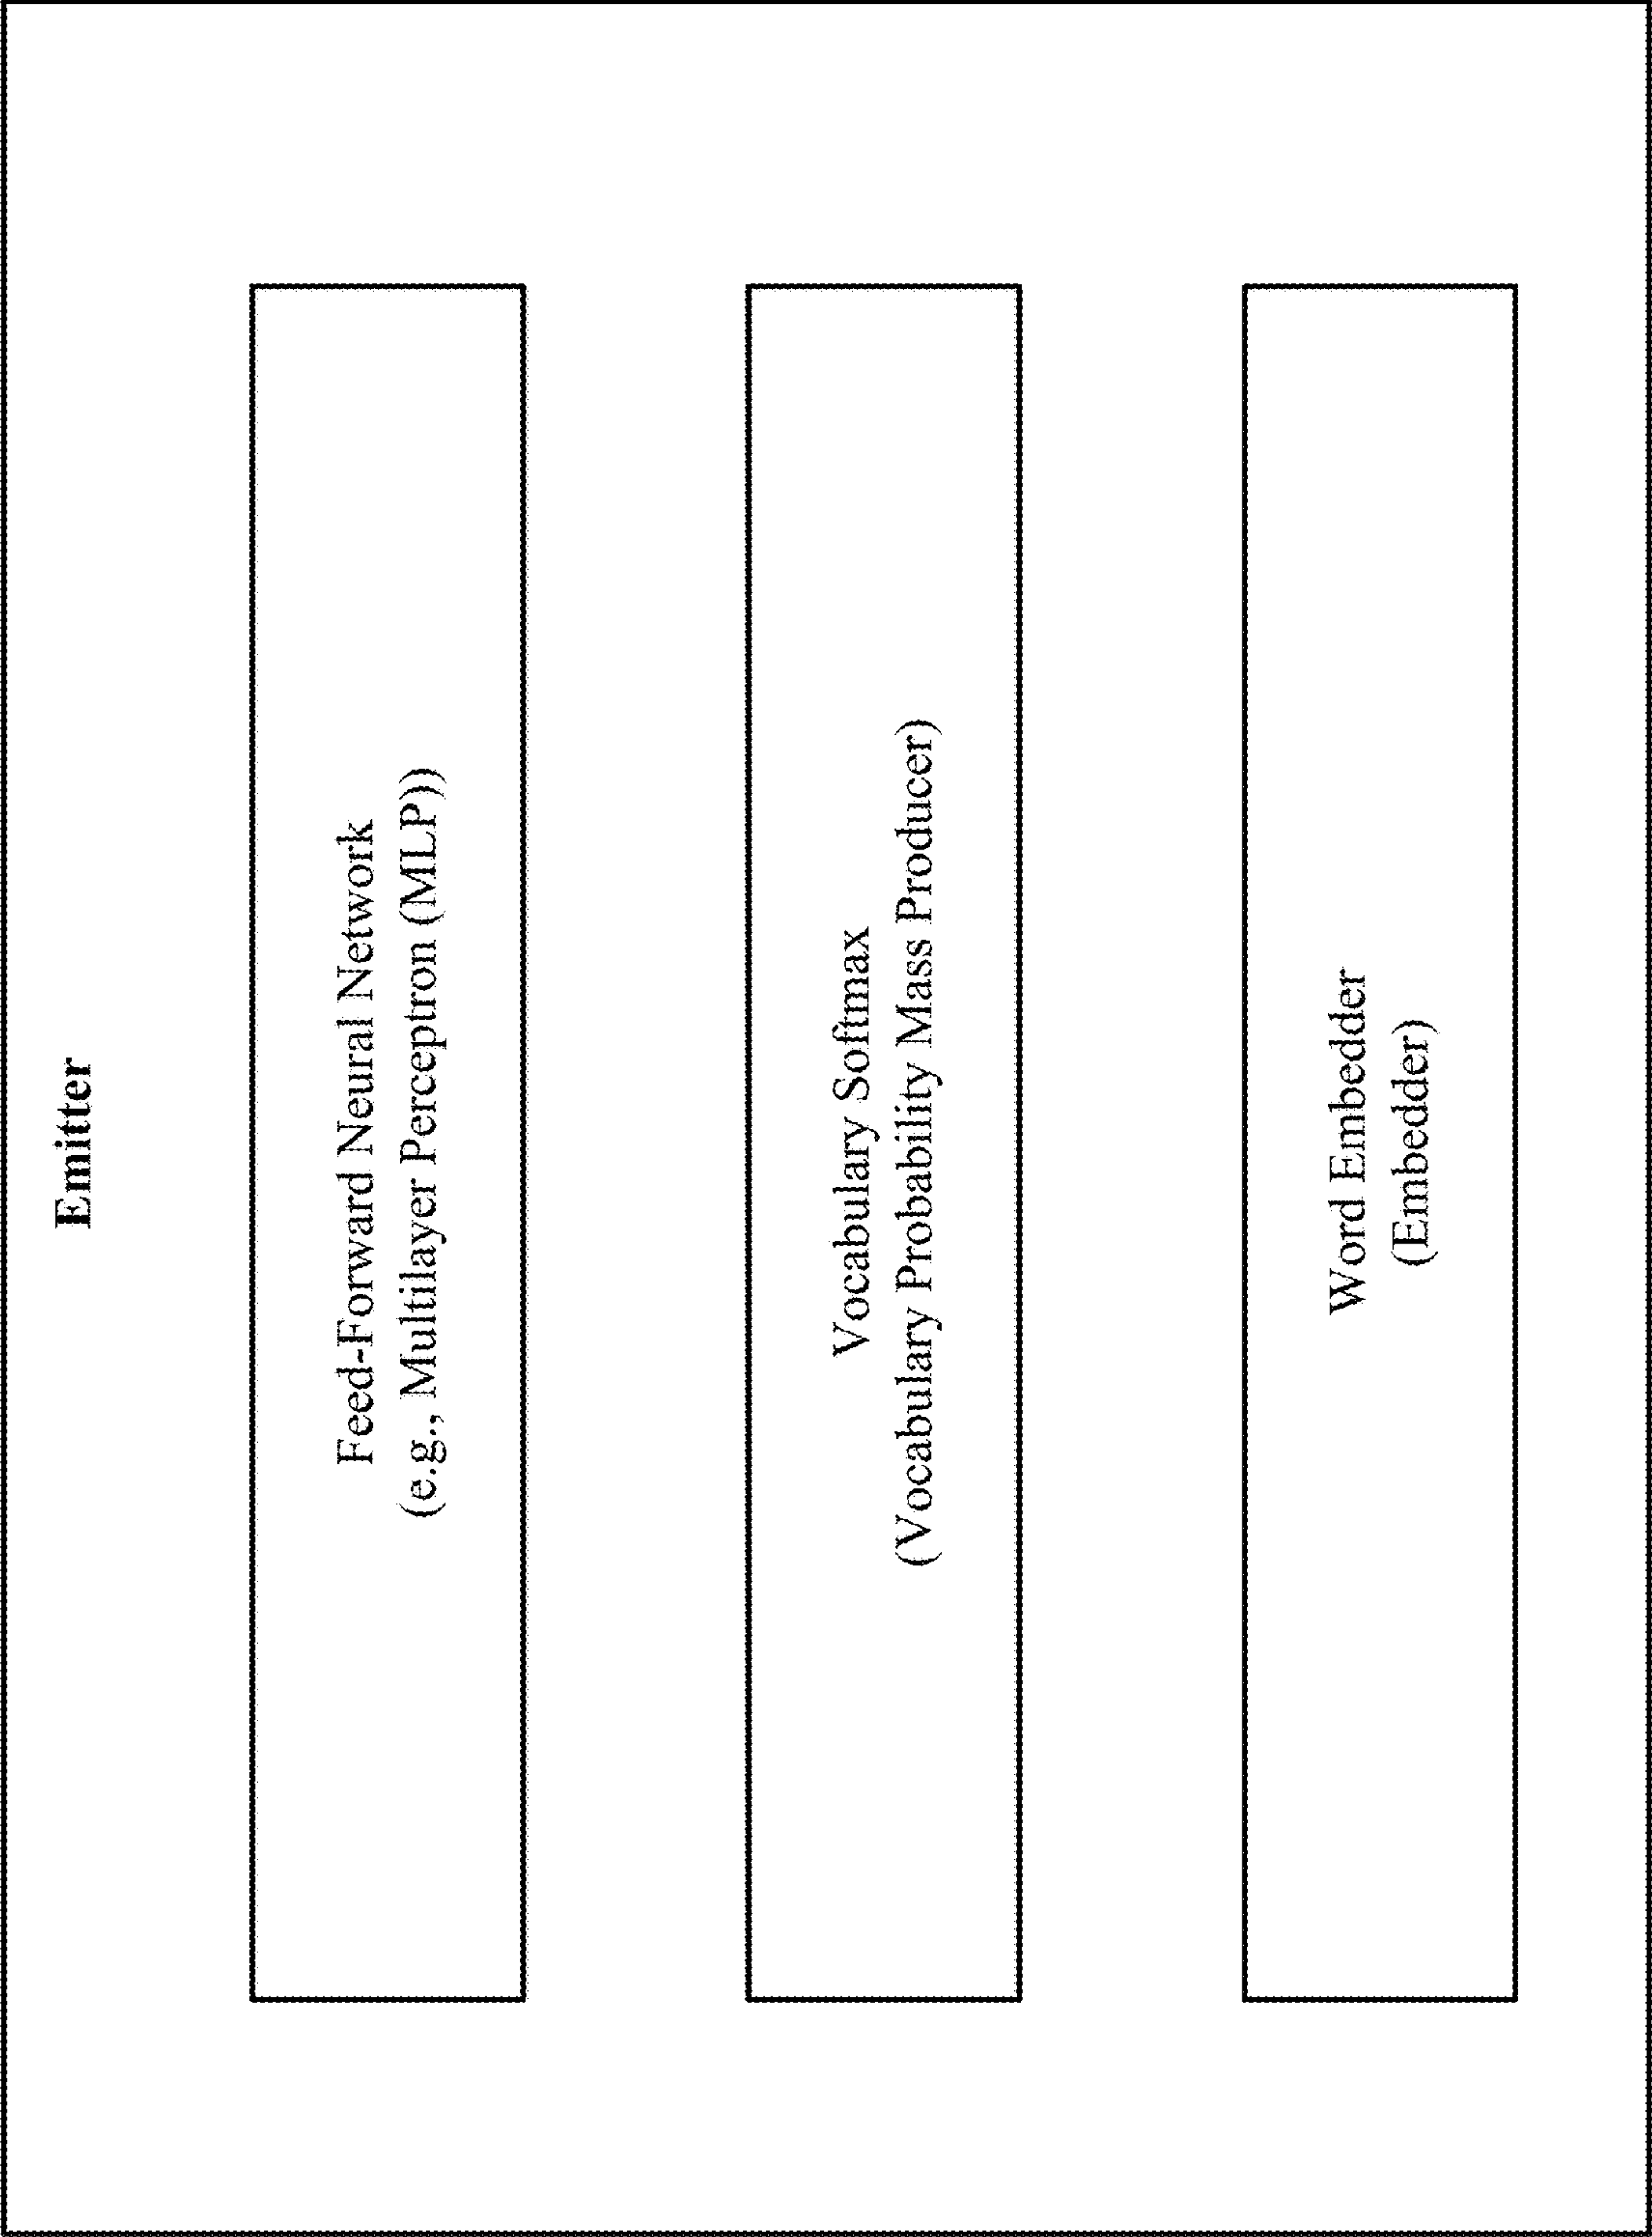 Emitter
Feed-Forward Neural Network
(e.g., Multilayer Perceptron (MLP))
Vocabulary Softmax
(Vocabulary Probability Mass Producer)
Word Embedder
(Embedder)